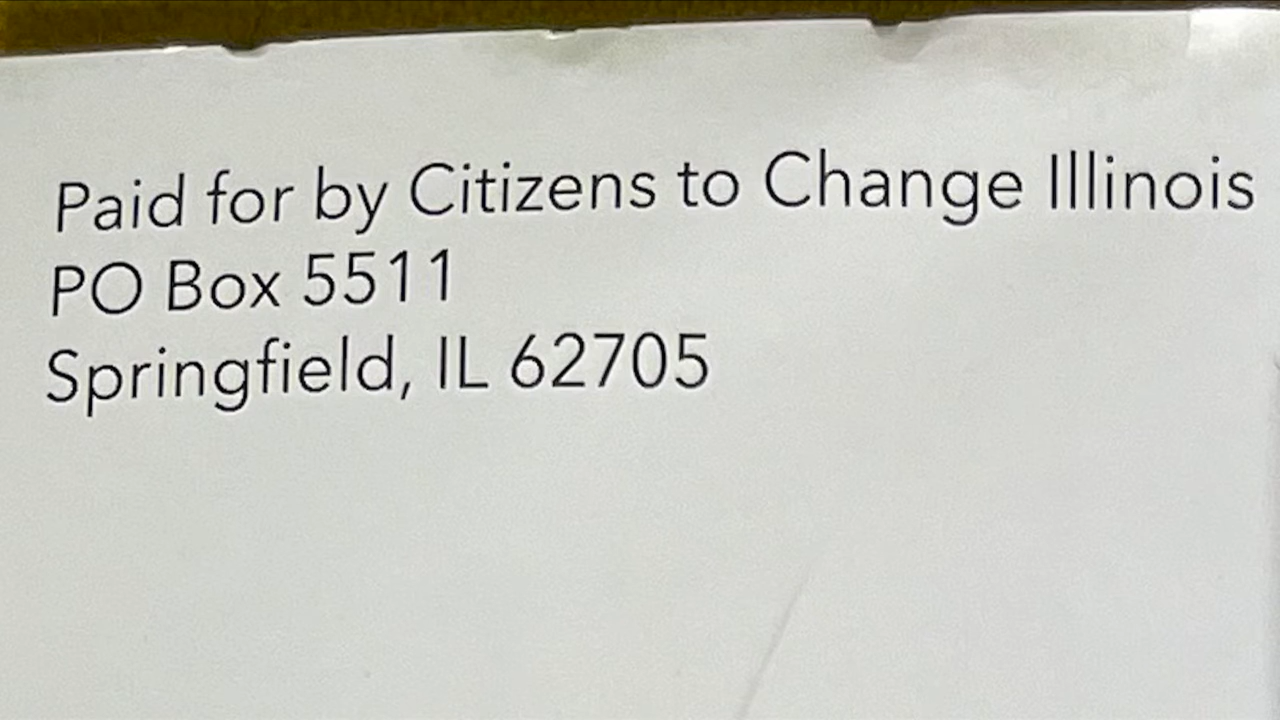 Paid for by Citizens to Change Illinois
PO Box 5511
Springfield, IL 62705